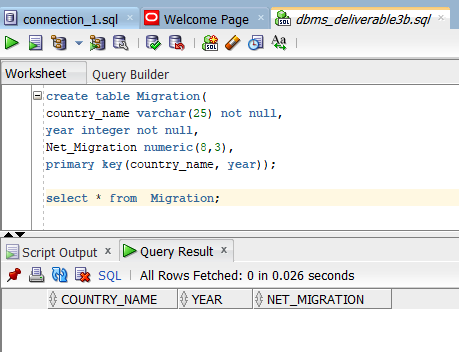 connection_1.sql Welcome Page dbms_deliverable3b.sql
SQL Aa
Worksheet Query Builder
create table Migration(
country_name varchar(25) not null,
year integer not null,
Net_Migration numeric(8,3),
primary key(country_name, year));
select * from  Migration;
Script Output x Query Result x
SQL | All Rows Fetched: 0 in 0.026 seconds
COUNTRY_NAME YEAR NET_MIGRATION